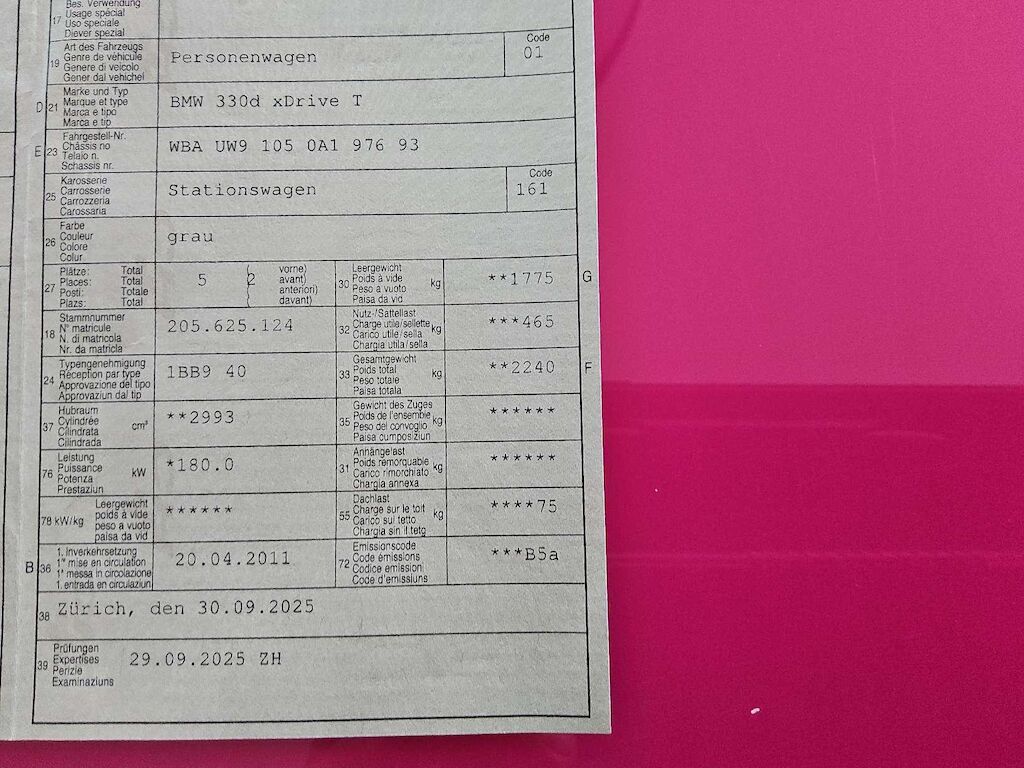 Bes. Verwendung
17 Usage spécial
Uso speciale
Diever spezial
19 Art des Fahrzeugs
Genre de véhicule
Genere di veicolo
Gener dal vehichel
Personenwagen
Code
01
D 21 Marke und Typ
Marque et type
Marca e tipo
Marca e tip
BMW 330d xDrive T
E 23 Fahrgestell-Nr.
Châssis no
Telaio n.
Schassis nr.
WBA UW9 105 0A1 976 93
25 Karosserie
Carrosserie
Carrozzeria
Carossaria
Stationswagen
Code
161
26 Farbe
Couleur
Colore
Colur
grau
27 Plätze: Total
Places: Total
Posti: Totale
Plazs: Total
5 (2 vorne)
avant)
anteriori)
davant)
30 Leergewicht
Poids à vide
Peso a vuoto
Paisa da vid
kg
**1775 G
18 Stammnummer
N° matricule
N. di matricola
Nr. da matricla
205.625.124
32 Nutz-/Sattellast
Charge utile/sellette
Carico utile/sella
Chargia utila/sella
kg
***465
24 Typengenehmigung
Réception par type
Approvazione del tipo
Approvaziun dal tip
1BB9 40
33 Gesamtgewicht
Poids total
Peso totale
Paisa totala
kg
**2240 F
37 Hubraum
Cylindrée
Cilindrata
Cilindrada
cm³
**2993
35 Gewicht des Zuges
Poids de l'ensemble
Peso del convoglio
Paisa cumposiziun
kg
******
76 Leistung
Puissance
Potenza
Prestaziun
kW
*180.0
31 Anhängelast
Poids remorquable
Carico rimorchiato
Chargia annexa
kg
******
78 kW/kg Leergewicht
poids à vide
peso a vuoto
paisa da vid
******
55 Dachlast
Charge sur le toit
Carico sul tetto
Chargia sin il tetg
kg
****75
B 36 1. Inverkehrsetzung
1re mise en circulation
1a messa in circolazione
1. entrada en circulaziun
20.04.2011
72 Emissionscode
Code émissions
Codice emissioni
Code d'emissiuns
***B5a
38 Zürich, den 30.09.2025
39 Prüfungen
Expertises
Perizie
Examinaziuns
29.09.2025 ZH